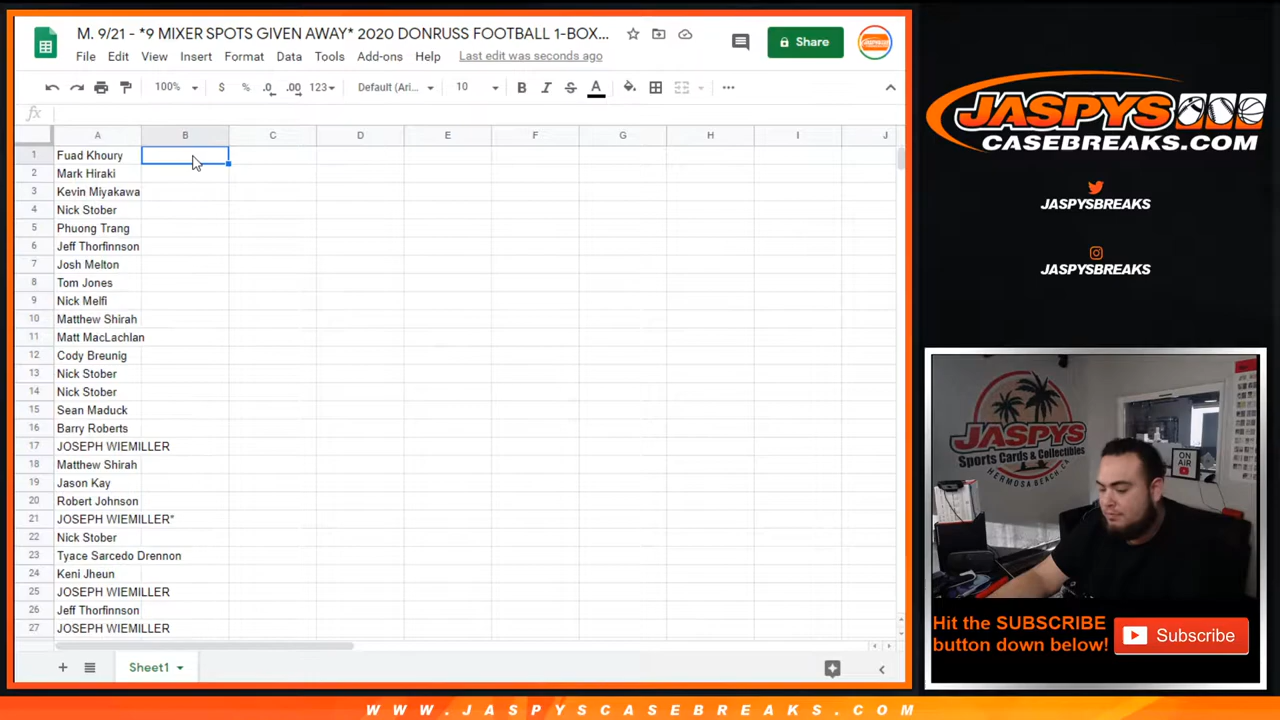 M. 9/21 - *9 MIXER SPOTS GIVEN AWAY* 2020 DONRUSS FOOTBALL 1-BOX...
Share
File Edit View Insert Format Data Tools Add-ons Help Last edit was seconds ago
100% $ % .0 .00 123 Default (Ari... 10 B I S A
fx
A B C D E F G H I J
1 Fuad Khoury
2 Mark Hiraki
3 Kevin Miyakawa
4 Nick Stober
5 Phuong Trang
6 Jeff Thorfinnson
7 Josh Melton
8 Tom Jones
9 Nick Melfi
10 Matthew Shirah
11 Matt MacLachlan
12 Cody Breunig
13 Nick Stober
14 Nick Stober
15 Sean Maduck
16 Barry Roberts
17 JOSEPH WIEMILLER
18 Matthew Shirah
19 Jason Kay
20 Robert Johnson
21 JOSEPH WIEMILLER"
22 Nick Stober
23 Tyace Sarcedo Drennon
24 Keni Jheun
25 JOSEPH WIEMILLER
26 Jeff Thorfinnson
27 JOSEPH WIEMILLER
Sheet1
JASPYS
CASEBREAKS.COM
JASPYSBREAKS
JASPYSBREAKS
JASPYS
Sports Cards & Collectibles
HERMOSA BEACH, CA
ON
AIR
Hit the SUBSCRIBE
button down below!
Subscribe
WWW.JASPYSCASEBREAKS.COM